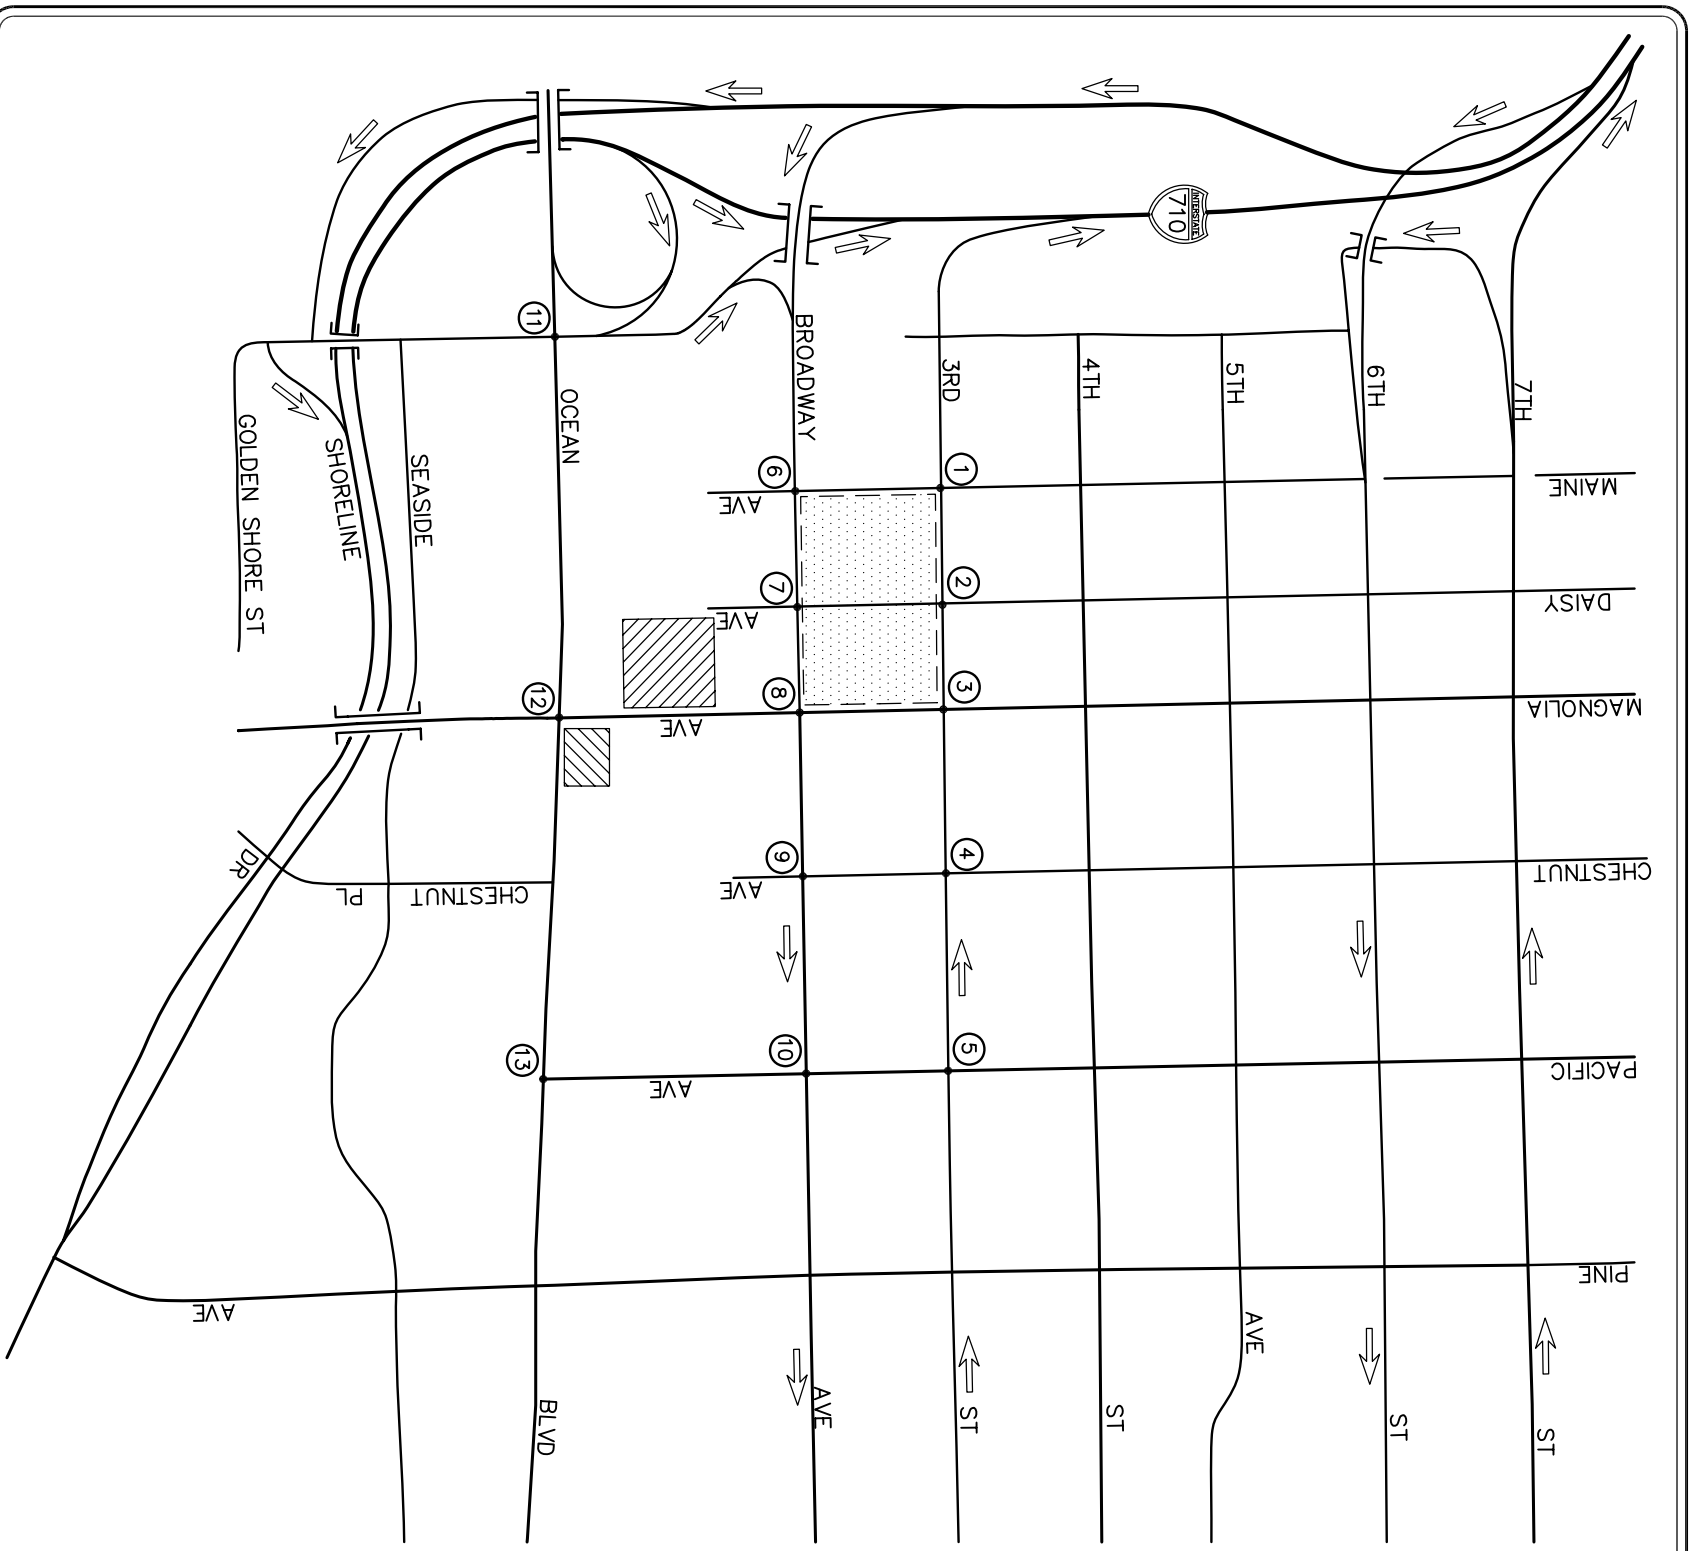 INTERSTATE
710
7TH
6TH
5TH
4TH
3RD
BROADWAY
OCEAN
SEASIDE
SHORELINE
GOLDEN SHORE ST
MAINE
AVE
DAISY
AVE
MAGNOLIA
AVE
CHESTNUT
AVE
CHESTNUT
PL
DR
PACIFIC
AVE
PINE
AVE
ST
ST
AVE
ST
ST
AVE
BLVD
1
2
3
4
5
6
7
8
9
10
11
12
13